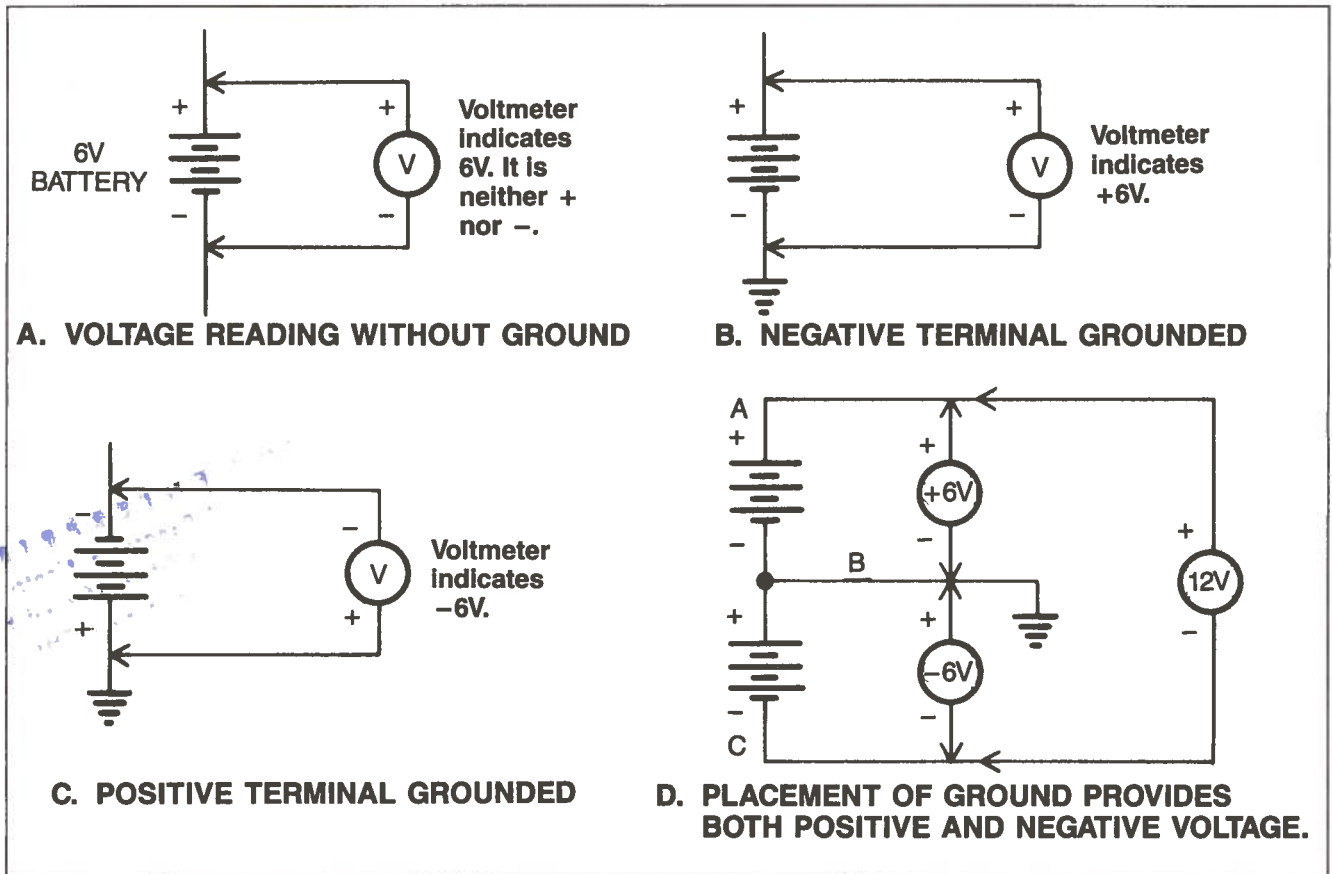 +
+
6V
BATTERY
V
Voltmeter
indicates
6V. It is
neither +
nor –.
–
–
A. VOLTAGE READING WITHOUT GROUND
+
+
V
Voltmeter
indicates
+6V.
–
–
B. NEGATIVE TERMINAL GROUNDED
–
–
V
Voltmeter
indicates
–6V.
+
+
C. POSITIVE TERMINAL GROUNDED
A
+
+
+6V
–
–
B
+
12V
–
+
+
–6V
–
–
C
D. PLACEMENT OF GROUND PROVIDES
BOTH POSITIVE AND NEGATIVE VOLTAGE.